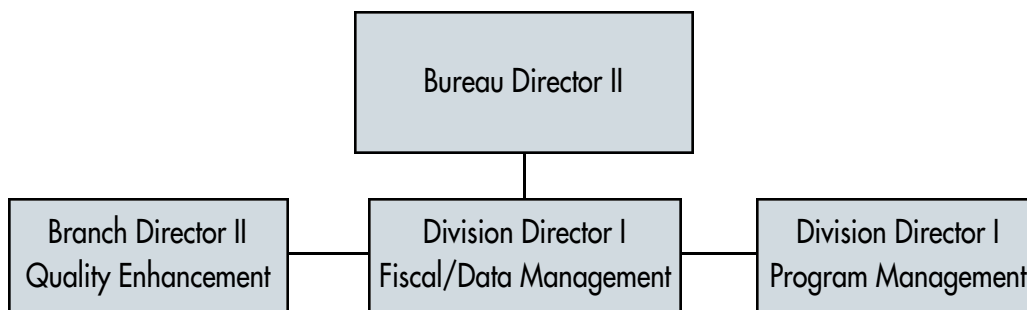 Bureau Director II
Branch Director II
Quality Enhancement
Division Director I
Fiscal/Data Management
Division Director I
Program Management